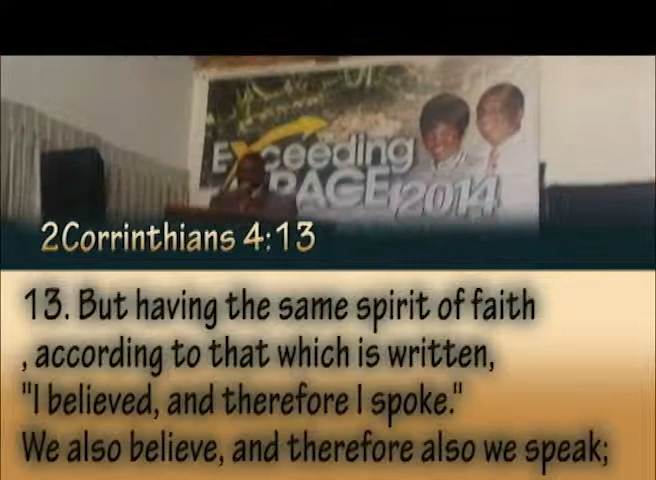 Exceeding
RAGE 2014
2Corrinthians 4:13
13. But having the same spirit of faith
, according to that which is written,
"I believed, and therefore I spoke."
We also believe, and therefore also we speak;